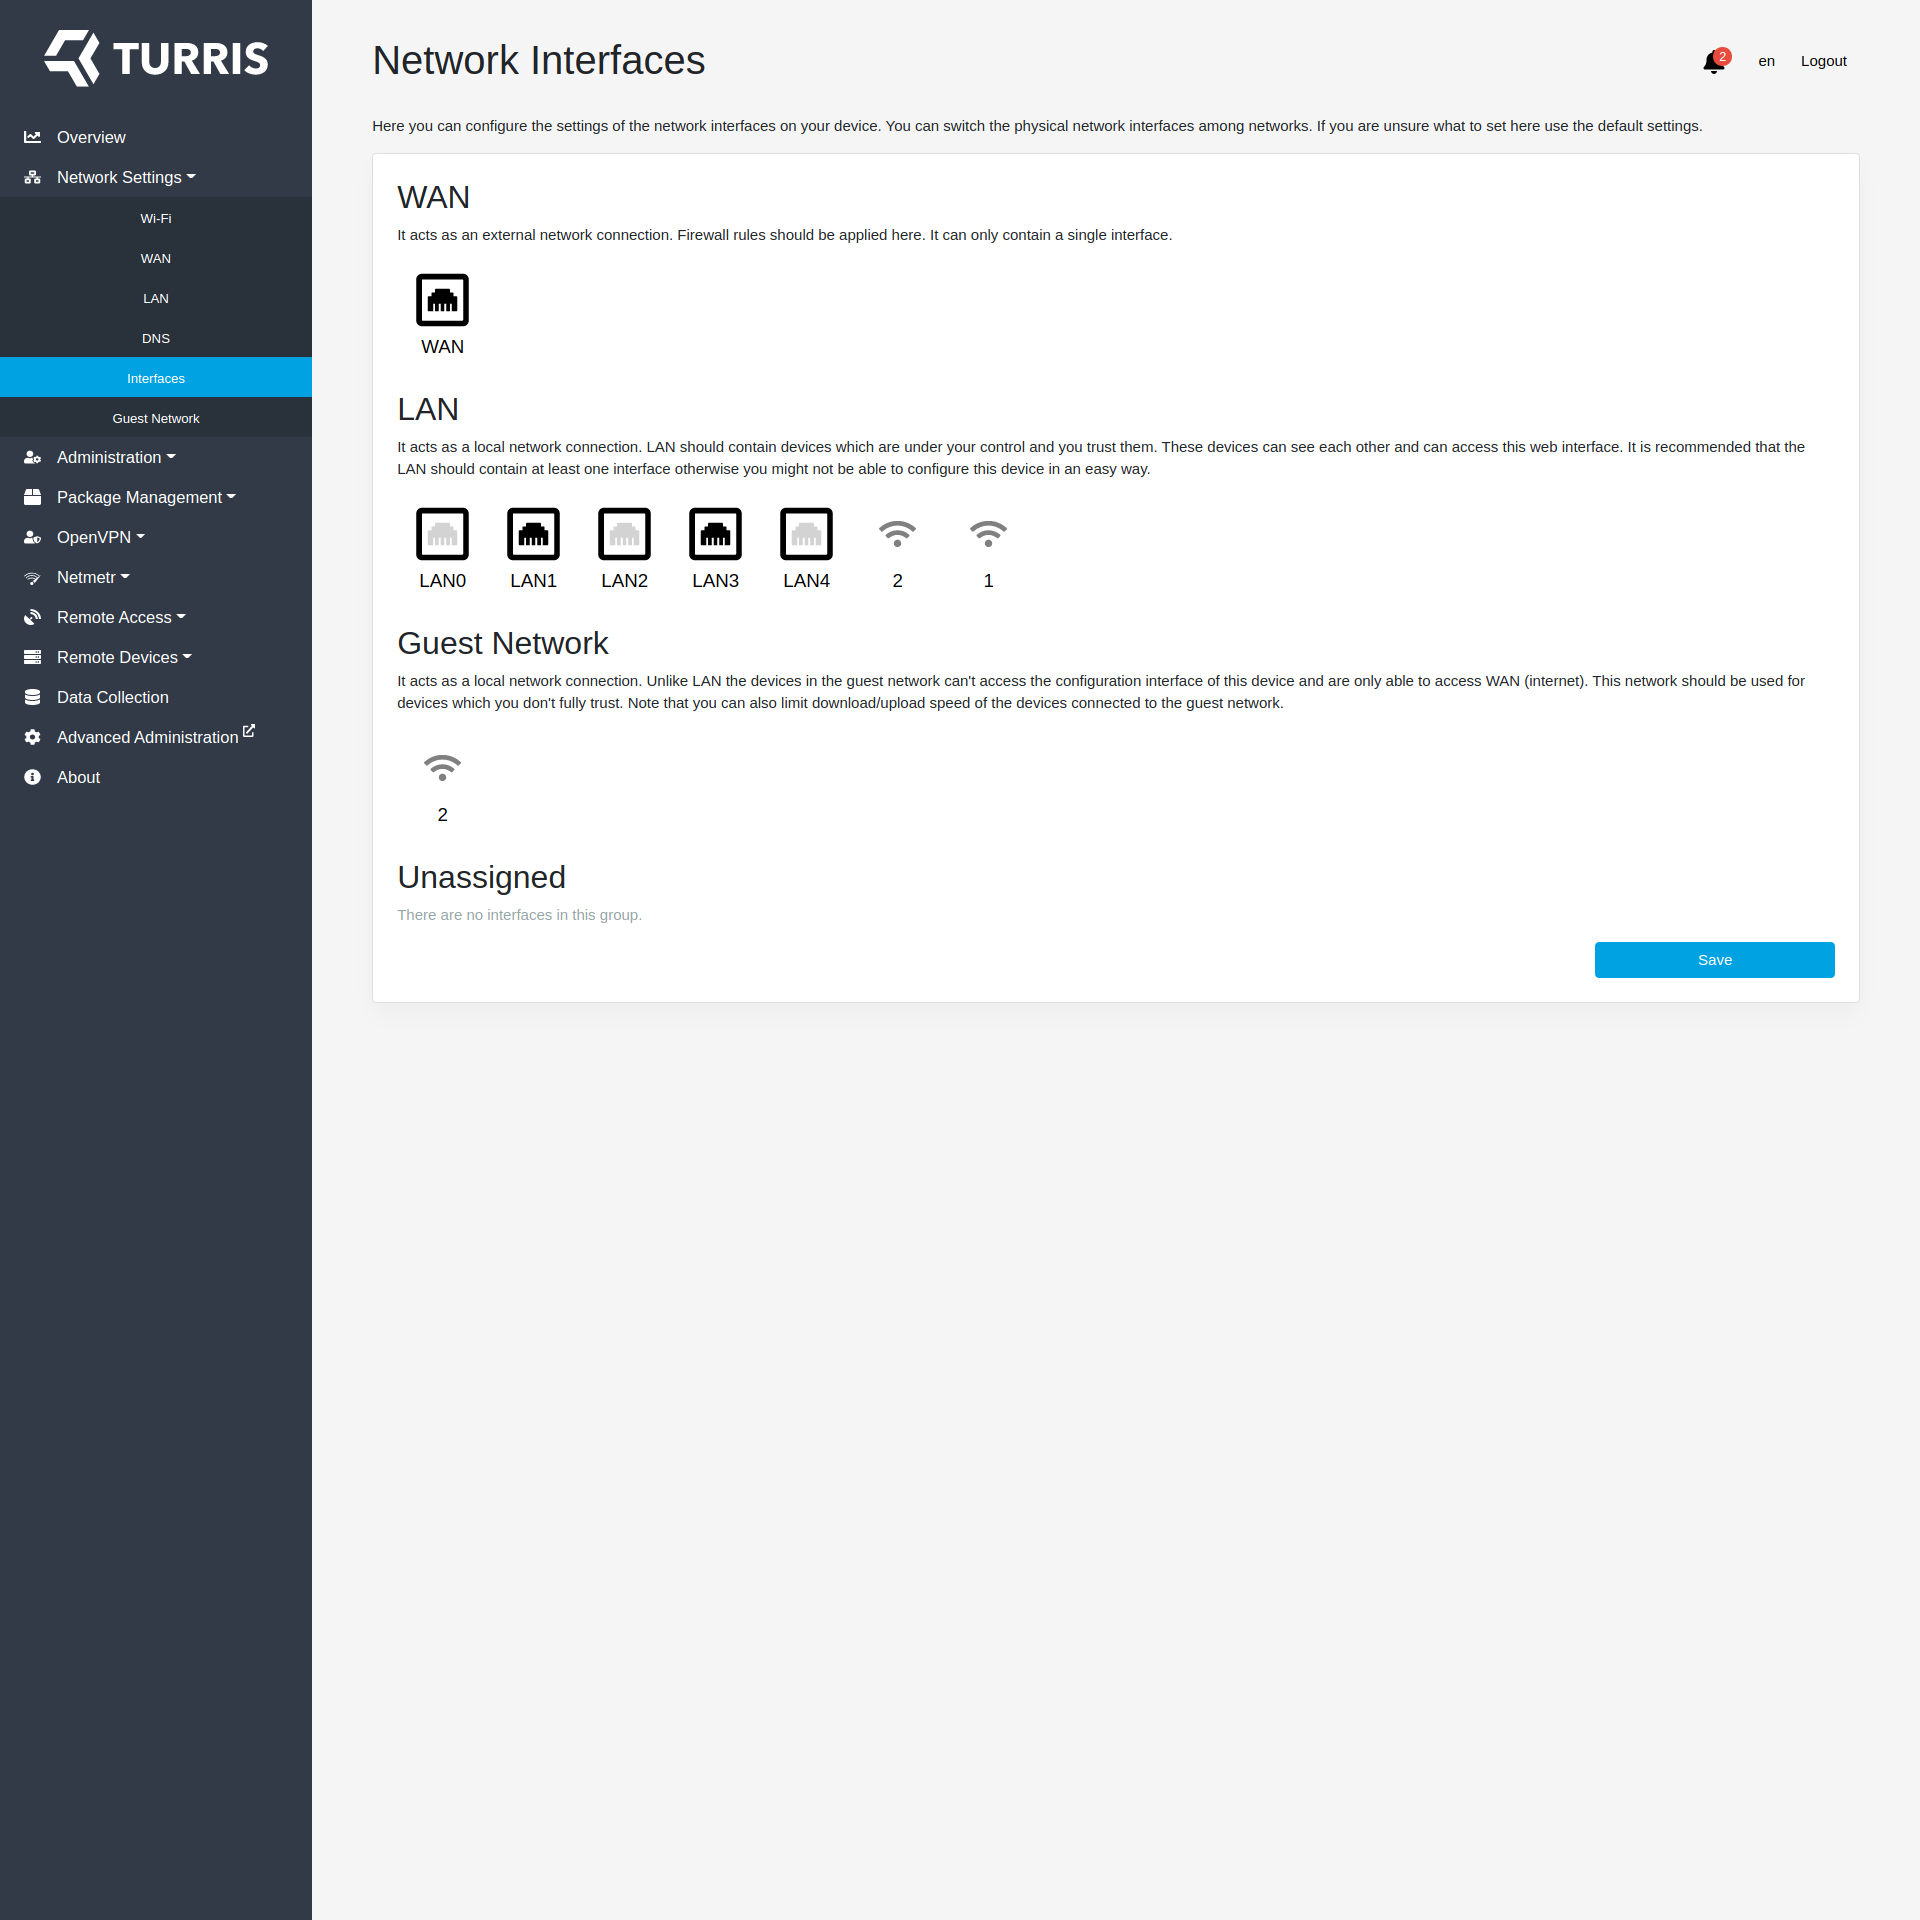 TURRIS
Overview
Network Settings
Wi-Fi
WAN
LAN
DNS
Interfaces
Guest Network
Administration
Package Management
OpenVPN
Netmetr
Remote Access
Remote Devices
Data Collection
Advanced Administration
About
Network Interfaces
2
en
Logout
Here you can configure the settings of the network interfaces on your device. You can switch the physical network interfaces among networks. If you are unsure what to set here use the default settings.
WAN
It acts as an external network connection. Firewall rules should be applied here. It can only contain a single interface.
WAN
LAN
It acts as a local network connection. LAN should contain devices which are under your control and you trust them. These devices can see each other and can access this web interface. It is recommended that the
LAN should contain at least one interface otherwise you might not be able to configure this device in an easy way.
LAN0 LAN1 LAN2 LAN3 LAN4 2 1
Guest Network
It acts as a local network connection. Unlike LAN the devices in the guest network can't access the configuration interface of this device and are only able to access WAN (internet). This network should be used for
devices which you don't fully trust. Note that you can also limit download/upload speed of the devices connected to the guest network.
2
Unassigned
There are no interfaces in this group.
Save